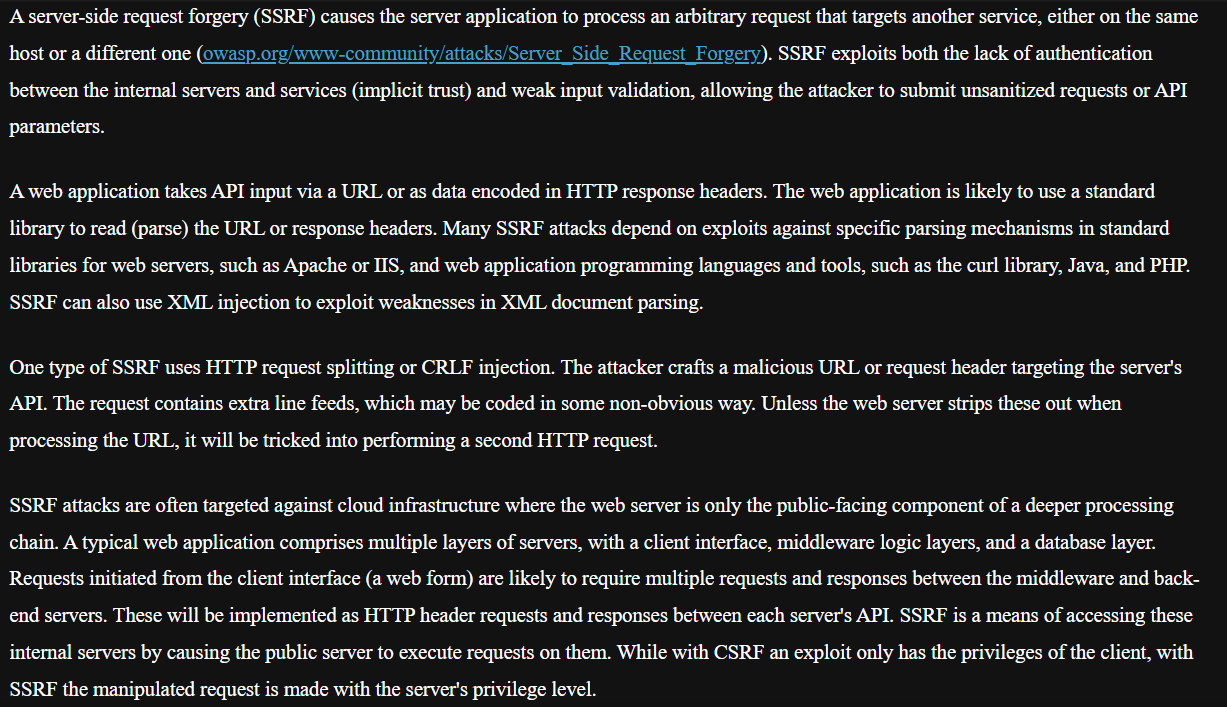 A server-side request forgery (SSRF) causes the server application to process an arbitrary request that targets another service, either on the same
host or a different one (owasp.org/www-community/attacks/Server_Side_Request_Forgery). SSRF exploits both the lack of authentication
between the internal servers and services (implicit trust) and weak input validation, allowing the attacker to submit unsanitized requests or API
parameters.
A web application takes API input via a URL or as data encoded in HTTP response headers. The web application is likely to use a standard
library to read (parse) the URL or response headers. Many SSRF attacks depend on exploits against specific parsing mechanisms in standard
libraries for web servers, such as Apache or IIS, and web application programming languages and tools, such as the curl library, Java, and PHP.
SSRF can also use XML injection to exploit weaknesses in XML document parsing.
One type of SSRF uses HTTP request splitting or CRLF injection. The attacker crafts a malicious URL or request header targeting the server's
API. The request contains extra line feeds, which may be coded in some non-obvious way. Unless the web server strips these out when
processing the URL, it will be tricked into performing a second HTTP request.
SSRF attacks are often targeted against cloud infrastructure where the web server is only the public-facing component of a deeper processing
chain. A typical web application comprises multiple layers of servers, with a client interface, middleware logic layers, and a database layer.
Requests initiated from the client interface (a web form) are likely to require multiple requests and responses between the middleware and back-
end servers. These will be implemented as HTTP header requests and responses between each server's API. SSRF is a means of accessing these
internal servers by causing the public server to execute requests on them. While with CSRF an exploit only has the privileges of the client, with
SSRF the manipulated request is made with the server's privilege level.